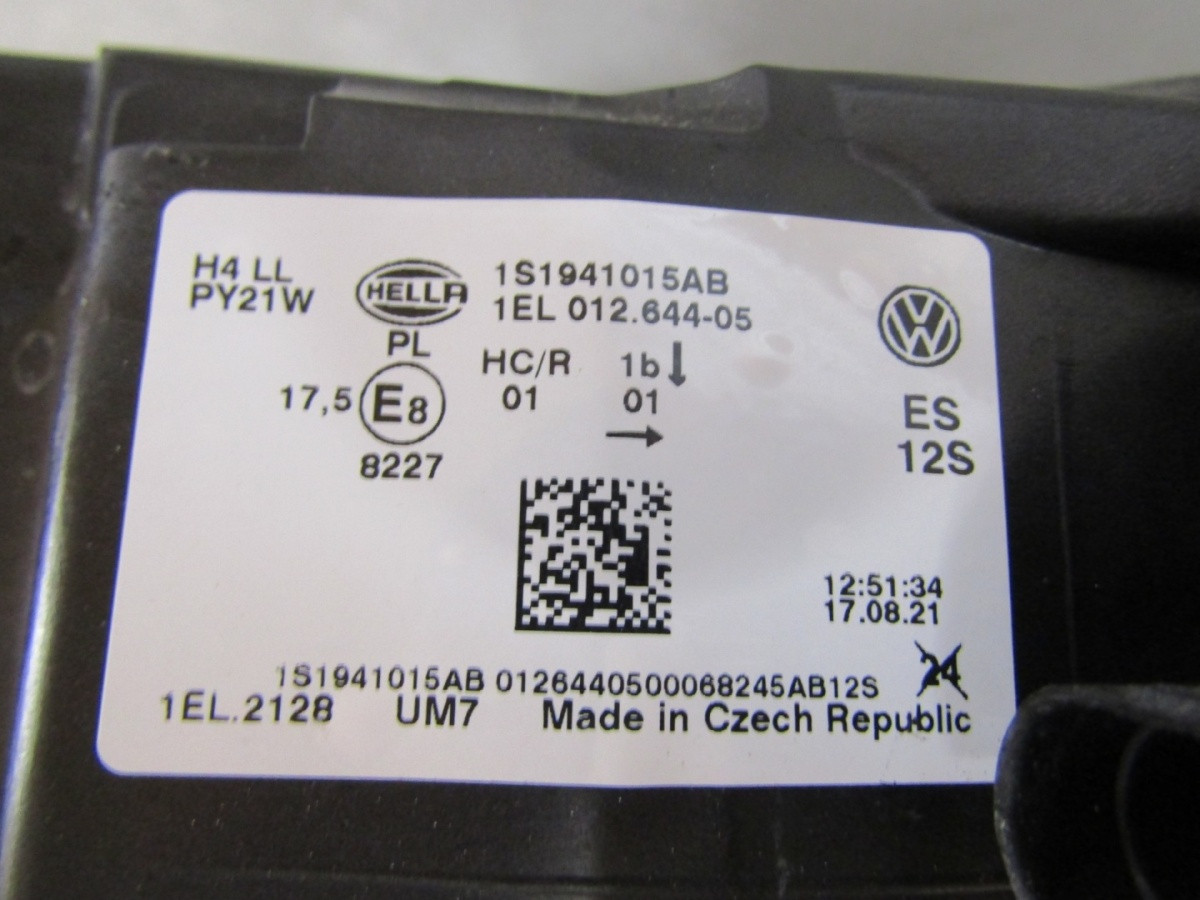 H4 LL
PY21W
HELLA
1S1941015AB
1EL 012.644-05
PL
HC/R 1b
17,5 E8 01 01
8227
ES
12S
12:51:34
17.08.21
24
1S1941015AB 0126440500068245AB12S
1EL.2128 UM7 Made in Czech Republic